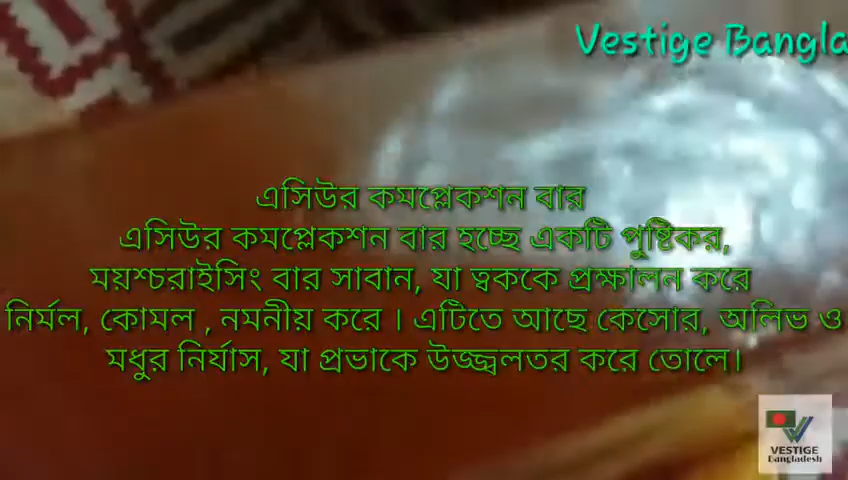 Vestige Bangla
এসিউর কমপ্লেকশন বার
এসিউর কমপ্লেকশন বার হচ্ছে একটি পুষ্টিকর,
ময়শ্চরাইসিং বার সাবান, যা ত্বককে প্রক্ষালন করে
নির্মল, কোমল , নমনীয় করে । এটিতে আছে কেসোর, অলিভ ও
মধুর নির্যাস, যা প্রভাকে উজ্জ্বলতর করে তোলে।
VESTIGE
Bangladesh